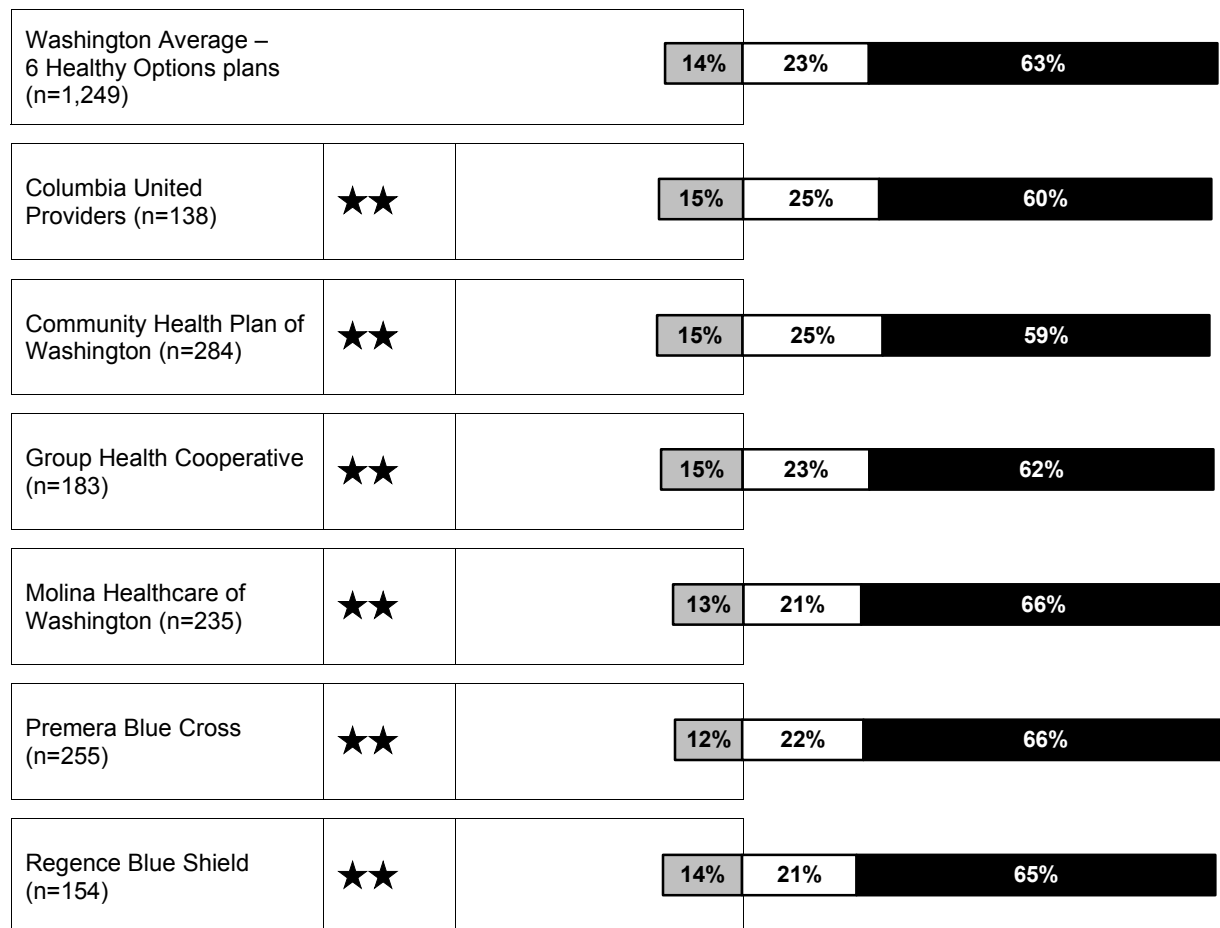 Washington Average –
6 Healthy Options plans
(n=1,249)
14% 23% 63%
Columbia United
Providers (n=138)
★★
15% 25% 60%
Community Health Plan of
Washington (n=284)
★★
15% 25% 59%
Group Health Cooperative
(n=183)
★★
15% 23% 62%
Molina Healthcare of
Washington (n=235)
★★
13% 21% 66%
Premera Blue Cross
(n=255)
★★
12% 22% 66%
Regence Blue Shield
(n=154)
★★
14% 21% 65%